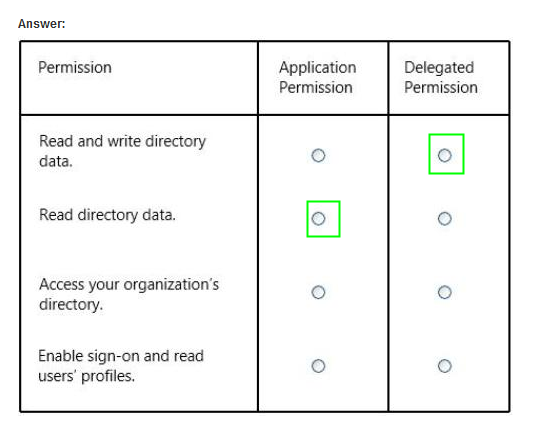 Answer:
Permission
Application
Permission
Delegated
Permission
Read and write directory
data.
Read directory data.
Access your organization's
directory.
Enable sign-on and read
users' profiles.